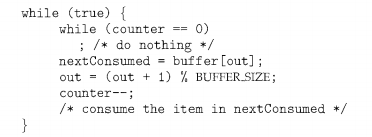 while (true) {
while (counter == 0)
; /* do nothing */
nextConsumed = buffer[out];
out = (out + 1) % BUFFER_SIZE;
counter--;
/* consume the item in nextConsumed */
}